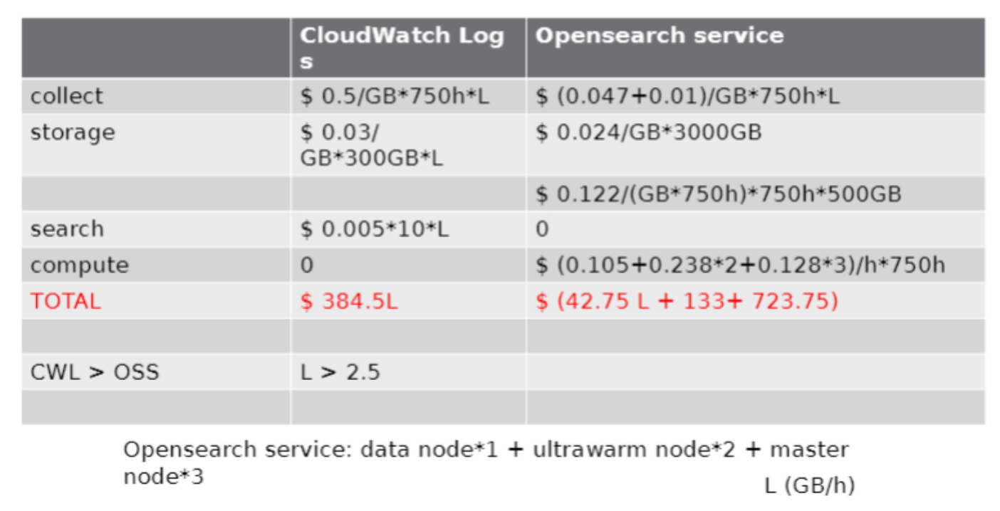 CloudWatch Log
s
Opensearch service
collect
$ 0.5/GB*750h*L
$ (0.047+0.01)/GB*750h*L
storage
$ 0.03/
GB*300GB*L
$ 0.024/GB*3000GB
$ 0.122/(GB*750h)*750h*500GB
search
$ 0.005*10*L
0
compute
0
$ (0.105+0.238*2+0.128*3)/h*750h
TOTAL
$ 384.5L
$ (42.75 L + 133+ 723.75)
CWL > OSS
L > 2.5
Opensearch service: data node*1 + ultrawarm node*2 + master
node*3
L (GB/h)